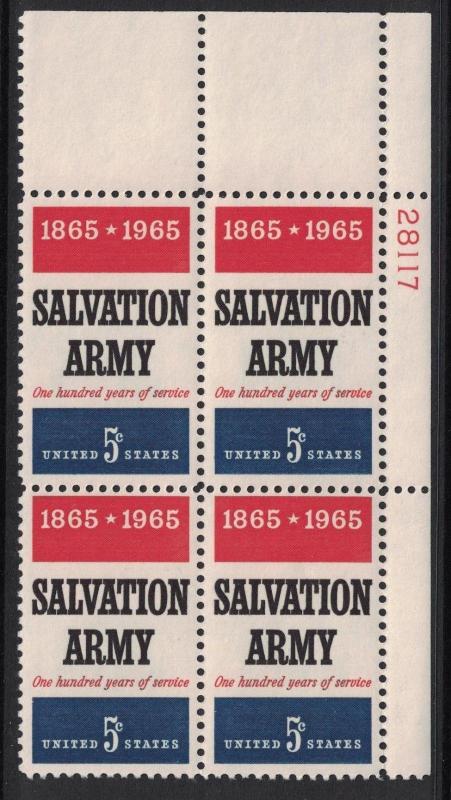 1865 ★ 1965
SALVATION
ARMY
One hundred years of service
UNITED 5c STATES
1865 ★ 1965
SALVATION
ARMY
One hundred years of service
UNITED 5c STATES
28117
1865 ★ 1965
SALVATION
ARMY
One hundred years of service
UNITED 5c STATES
1865 ★ 1965
SALVATION
ARMY
One hundred years of service
UNITED 5c STATES